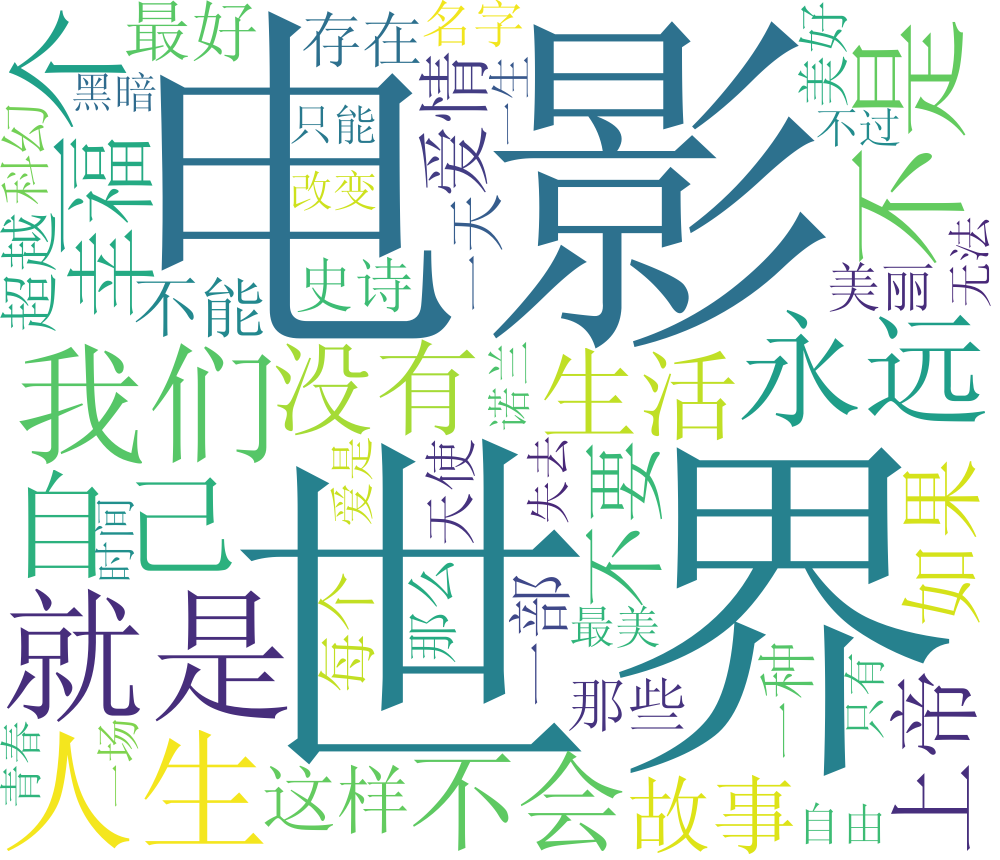 电影
世界
一个
最好
存在
名字
黑暗
只能
爱情
一生
美好
不是
不过
科幻
幸福
改变
一天
超越
不能
史诗
美丽
无法
我们
没有
诺兰
生活
永远
自己
时间
爱是
天使
失去
不要
如果
就是
每个
那么
一部
最美
一种
只有
那些
上帝
青春
一场
人生
这样
不会
故事
自由